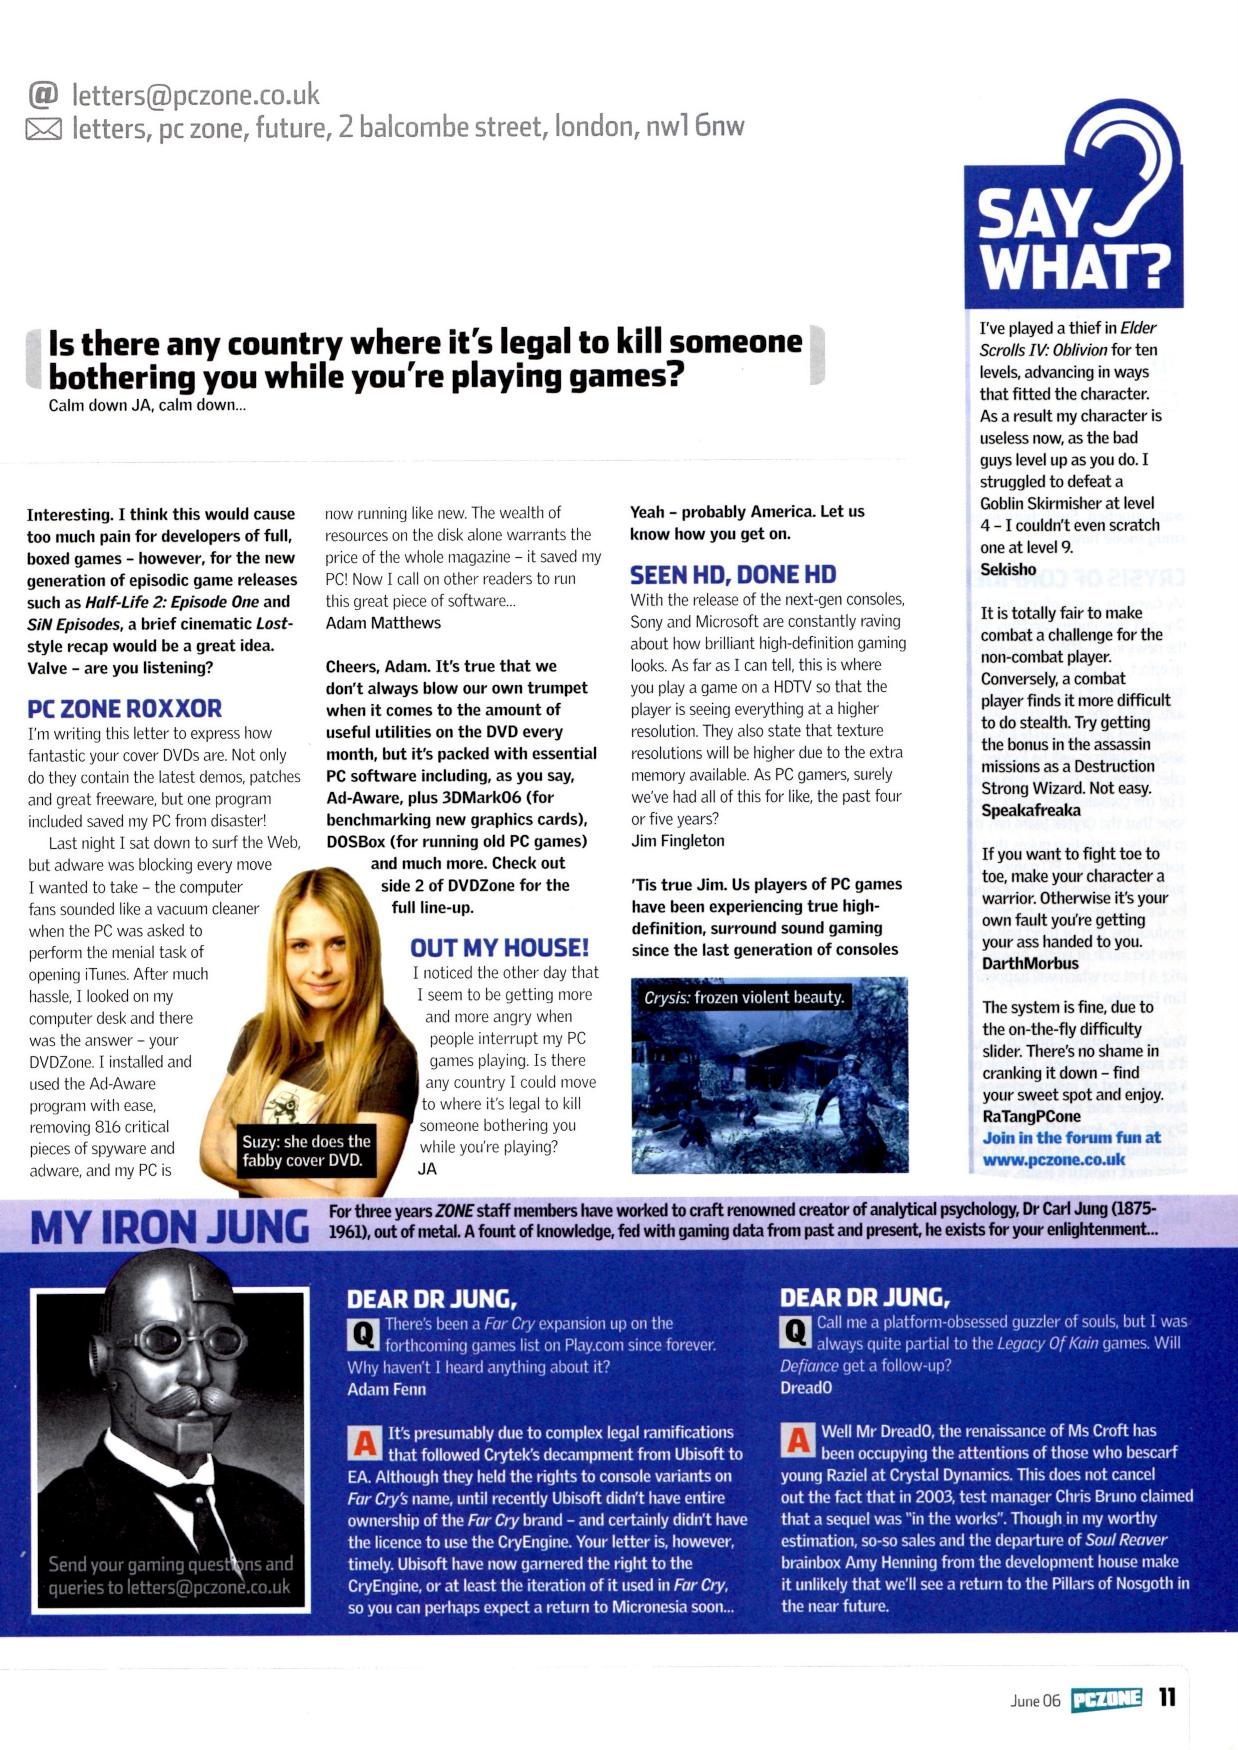 @ letters@pczone.co.uk
letters, pc zone, future, 2 balcombe street, london, nw1 6nw
Is there any country where it's legal to kill someone
bothering you while you're playing games?
Calm down JA, calm down...
Interesting. I think this would cause
too much pain for developers of full,
boxed games – however, for the new
generation of episodic game releases
such as Half-Life 2: Episode One and
SiN Episodes, a brief cinematic Lost-
style recap would be a great idea.
Valve – are you listening?
PC ZONE ROXXOR
I'm writing this letter to express how
fantastic your cover DVDs are. Not only
do they contain the latest demos, patches
and great freeware, but one program
included saved my PC from disaster!
Last night I sat down to surf the Web,
but adware was blocking every move
I wanted to take – the computer
fans sounded like a vacuum cleaner
when the PC was asked to
perform the menial task of
opening iTunes. After much
hassle, I looked on my
computer desk and there
was the answer – your
DVDZone. I installed and
used the Ad-Aware
program with ease,
removing 816 critical
pieces of spyware and
adware, and my PC is
now running like new. The wealth of
resources on the disk alone warrants the
price of the whole magazine – it saved my
PC! Now I call on other readers to run
this great piece of software...
Adam Matthews
Cheers, Adam. It's true that we
don't always blow our own trumpet
when it comes to the amount of
useful utilities on the DVD every
month, but it's packed with essential
PC software including, as you say,
Ad-Aware, plus 3DMark06 (for
benchmarking new graphics cards),
DOSBox (for running old PC games)
and much more. Check out
side 2 of DVDZone for the
full line-up.
Suzy: she does the
fabby cover DVD.
OUT MY HOUSE!
I noticed the other day that
I seem to be getting more
and more angry when
people interrupt my PC
games playing. Is there
any country I could move
to where it's legal to kill
someone bothering you
while you're playing?
JA
Yeah – probably America. Let us
know how you get on.
SEEN HD, DONE HD
With the release of the next-gen consoles,
Sony and Microsoft are constantly raving
about how brilliant high-definition gaming
looks. As far as I can tell, this is where
you play a game on a HDTV so that the
player is seeing everything at a higher
resolution. They also state that texture
resolutions will be higher due to the extra
memory available. As PC gamers, surely
we've had all of this for like, the past four
or five years?
Jim Fingleton
'Tis true Jim. Us players of PC games
have been experiencing true high-
definition, surround sound gaming
since the last generation of consoles
Crysis: frozen violent beauty.
SAY
WHAT?
I've played a thief in Elder
Scrolls IV: Oblivion for ten
levels, advancing in ways
that fitted the character.
As a result my character is
useless now, as the bad
guys level up as you do. I
struggled to defeat a
Goblin Skirmisher at level
4 – I couldn't even scratch
one at level 9.
Sekisho
It is totally fair to make
combat a challenge for the
non-combat player.
Conversely, a combat
player finds it more difficult
to do stealth. Try getting
the bonus in the assassin
missions as a Destruction
Strong Wizard. Not easy.
Speakafreaka
If you want to fight toe to
toe, make your character a
warrior. Otherwise it's your
own fault you're getting
your ass handed to you.
DarthMorbus
The system is fine, due to
the on-the-fly difficulty
slider. There's no shame in
cranking it down – find
your sweet spot and enjoy.
RaTangPCone
Join in the forum fun at
www.pczone.co.uk
MY IRON JUNG
For three years ZONE staff members have worked to craft renowned creator of analytical psychology, Dr Carl Jung (1875-
1961), out of metal. A fount of knowledge, fed with gaming data from past and present, he exists for your enlightenment...
Send your gaming questions and
queries to letters@pczone.co.uk
DEAR DR JUNG,
Q There's been a Far Cry expansion up on the
forthcoming games list on Play.com since forever.
Why haven't I heard anything about it?
Adam Fenn
A It's presumably due to complex legal ramifications
that followed Crytek's decampment from Ubisoft to
EA. Although they held the rights to console variants on
Far Cry's name, until recently Ubisoft didn't have entire
ownership of the Far Cry brand – and certainly didn't have
the licence to use the CryEngine. Your letter is, however,
timely. Ubisoft have now garnered the right to the
CryEngine, or at least the iteration of it used in Far Cry,
so you can perhaps expect a return to Micronesia soon...
DEAR DR JUNG,
Q Call me a platform-obsessed guzzler of souls, but I was
always quite partial to the Legacy Of Kain games. Will
Defiance get a follow-up?
DreadO
A Well Mr DreadO, the renaissance of Ms Croft has
been occupying the attentions of those who bescarf
young Raziel at Crystal Dynamics. This does not cancel
out the fact that in 2003, test manager Chris Bruno claimed
that a sequel was "in the works". Though in my worthy
estimation, so-so sales and the departure of Soul Reaver
brainbox Amy Henning from the development house make
it unlikely that we'll see a return to the Pillars of Nosgoth in
the near future.
June 06 PCZONE 11